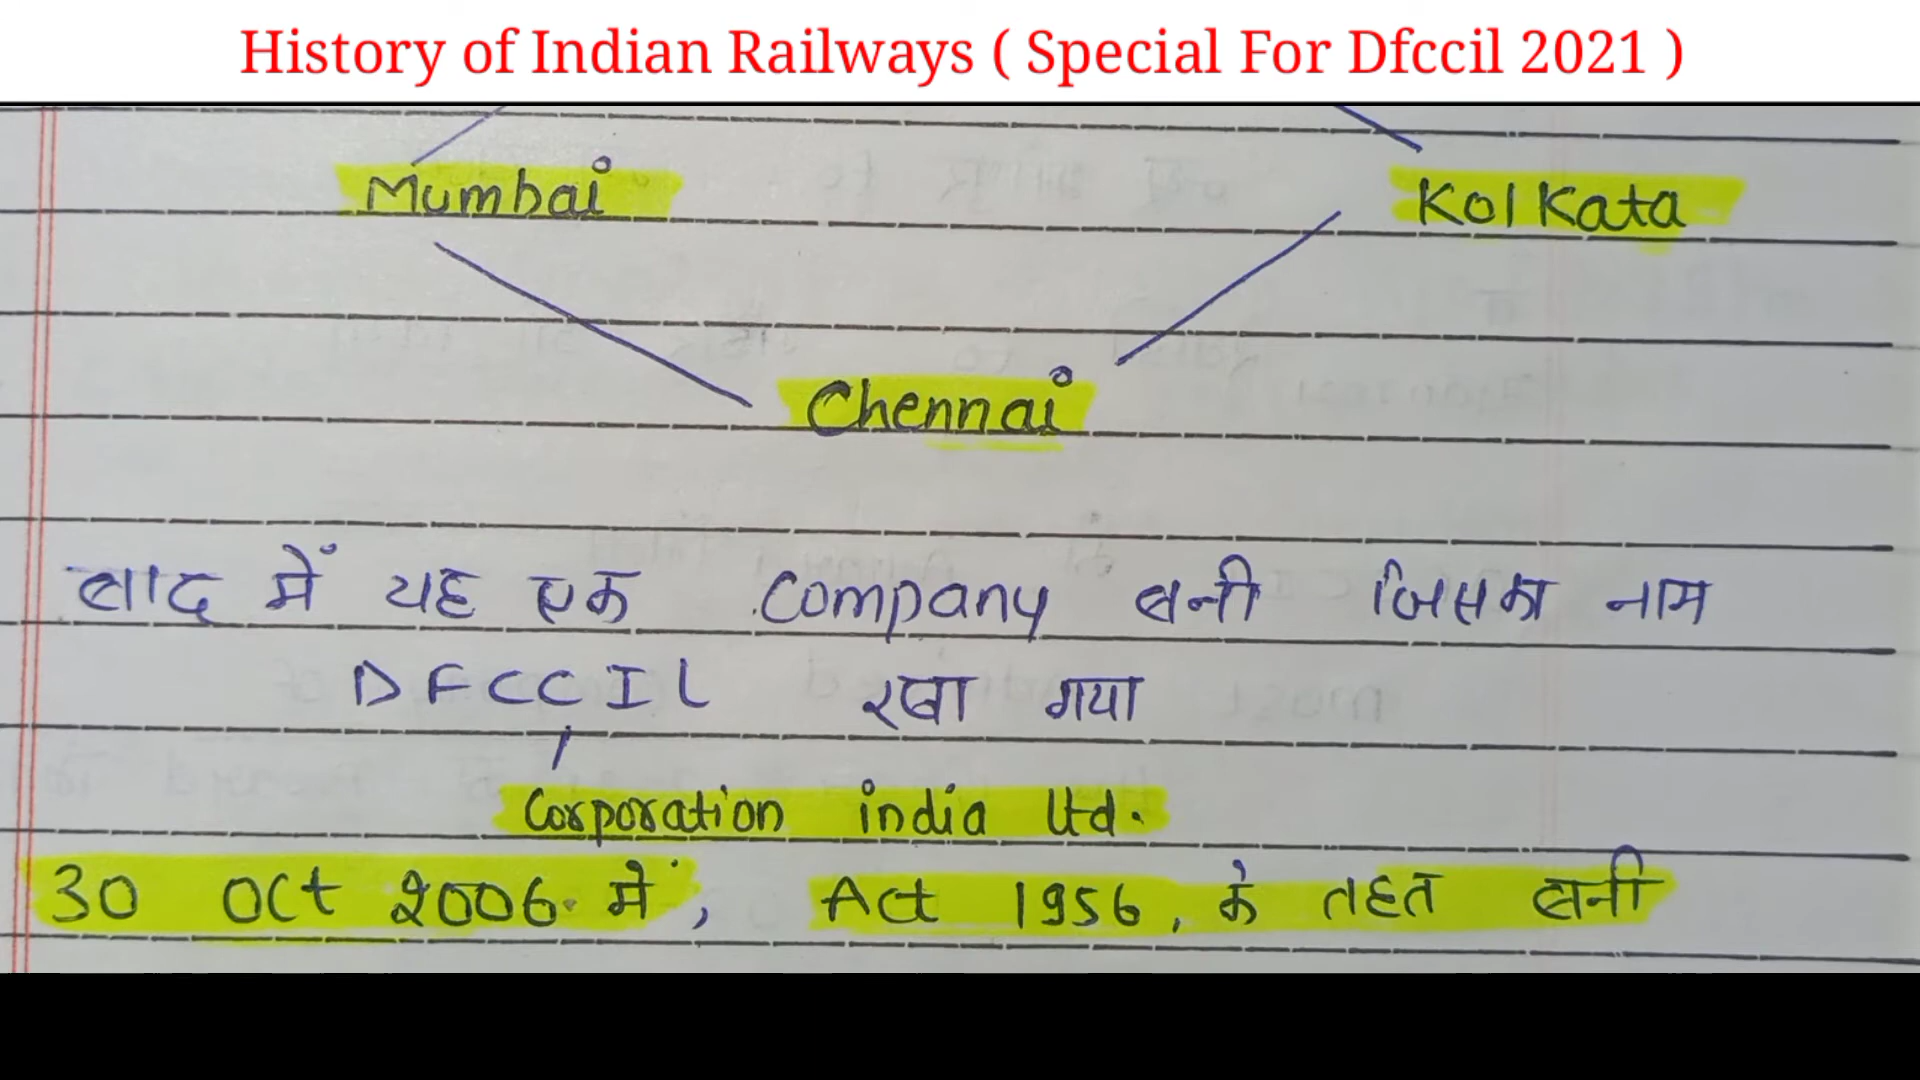 History of Indian Railways ( Special For Dfccil 2021 )
Mumbai Kolkata
Chennai
बाद में यह एक Company बनी जिसका नाम
DFCCIL रखा गया
Corporation india ltd.
30 Oct 2006 में, Act 1956, के तहत बनी